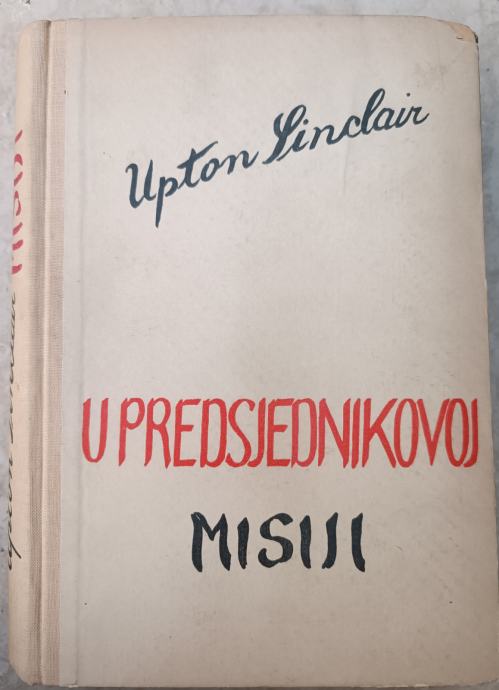 Upton Sinclair
U PREDSJEDNIKOVOJ
MISIJI